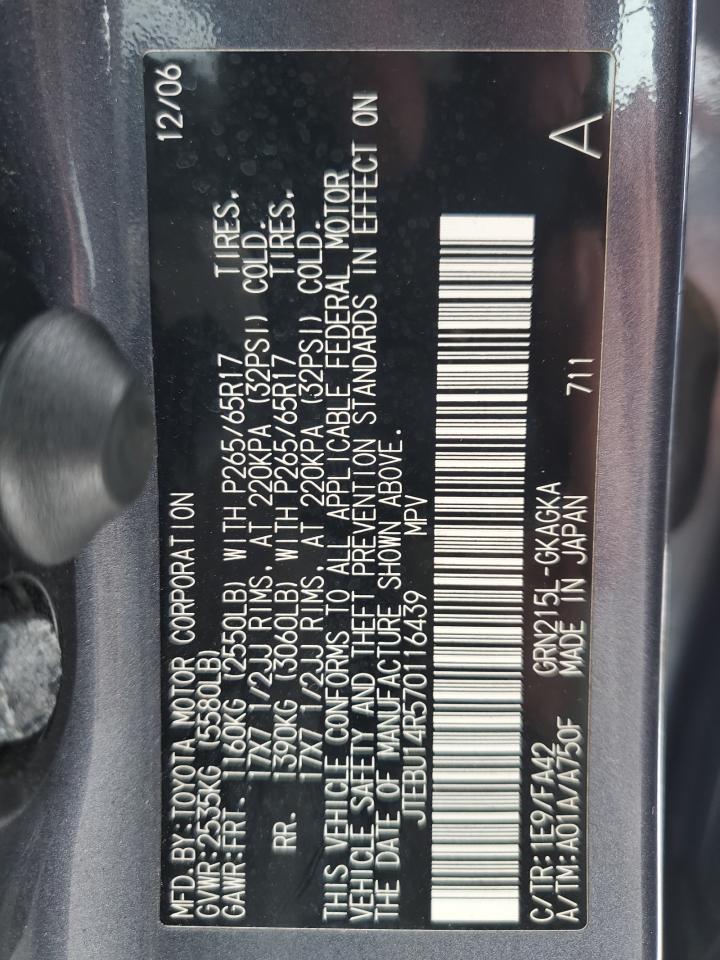 MFD.BY:TOYOTA MOTOR CORPORATION 12/06
GVWR:2535KG (5580LB)
GAWR:FRT. 1160KG (2550LB) WITH P265/65R17 TIRES,
17X7 1/2JJ RIMS, AT 220KPA (32PSI) COLD.
RR. 1390KG (3060LB) WITH P265/65R17 TIRES,
17X7 1/2JJ RIMS, AT 220KPA (32PSI) COLD.
THIS VEHICLE CONFORMS TO ALL APPLICABLE FEDERAL MOTOR
VEHICLE SAFETY AND THEFT PREVENTION STANDARDS IN EFFECT ON
THE DATE OF MANUFACTURE SHOWN ABOVE.
JTEBU14R570116439 MPV
C/TR:1E9/FA42 GRN215L-GKAGKA 711 A
A/TM:A01A/A750F MADE IN JAPAN